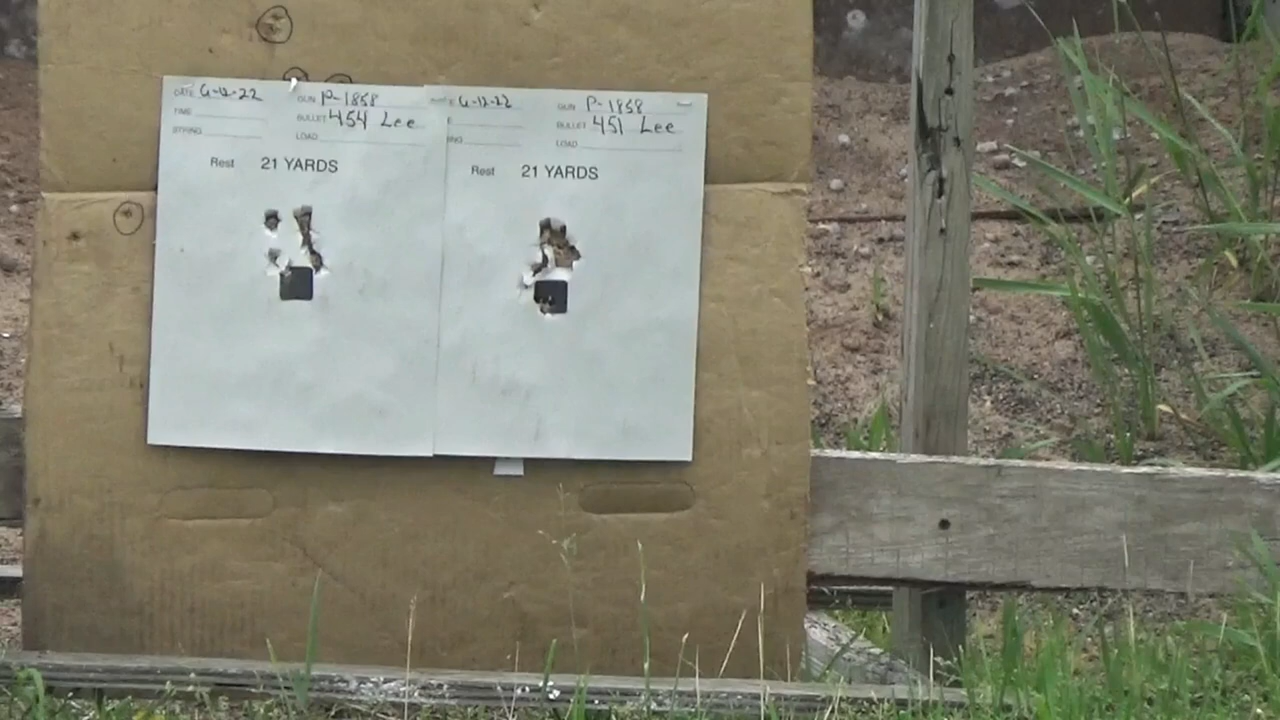 DATE 6-12-22 GUN P-1858
TIME BULLET 454 Lee
STRING LOAD
Rest 21 YARDS
E 6-12-22 GUN P-1858
E BULLET 451 Lee
ING LOAD
Rest 21 YARDS